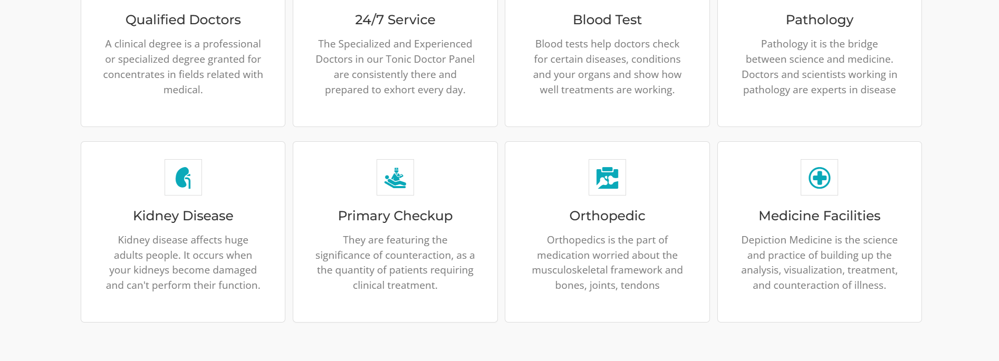 Qualified Doctors
A clinical degree is a professional
or specialized degree granted for
concentrates in fields related with
medical.
24/7 Service
The Specialized and Experienced
Doctors in our Tonic Doctor Panel
are consistently there and
prepared to exhort every day.
Blood Test
Blood tests help doctors check
for certain diseases, conditions
and your organs and show how
well treatments are working.
Pathology
Pathology it is the bridge
between science and medicine.
Doctors and scientists working in
pathology are experts in disease
Kidney Disease
Kidney disease affects huge
adults people. It occurs when
your kidneys become damaged
and can't perform their function.
Primary Checkup
They are featuring the
significance of counteraction, as a
the quantity of patients requiring
clinical treatment.
Orthopedic
Orthopedics is the part of
medication worried about the
musculoskeletal framework and
bones, joints, tendons
Medicine Facilities
Depiction Medicine is the science
and practice of building up the
analysis, visualization, treatment,
and counteraction of illness.